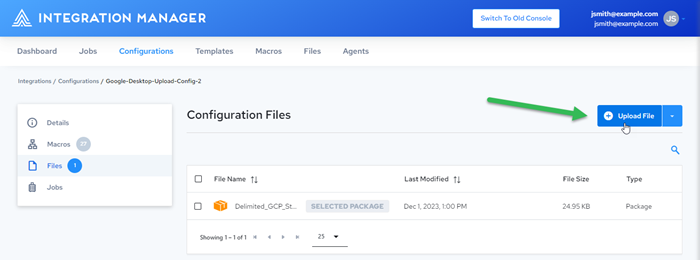 INTEGRATION MANAGER
Switch To Old Console
jsmith@example.com
jsmith@example.com
JS
Dashboard Jobs Configurations Templates Macros Files Agents
Integrations / Configurations / Google-Desktop-Upload-Config-2
Details
Macros 27
Files 1
Jobs
Configuration Files
Upload File
File Name Last Modified File Size Type
Delimited_GCP_St... SELECTED PACKAGE Dec 1, 2023, 1:00 PM 24.95 KB Package
Showing 1 – 1 of 1 25